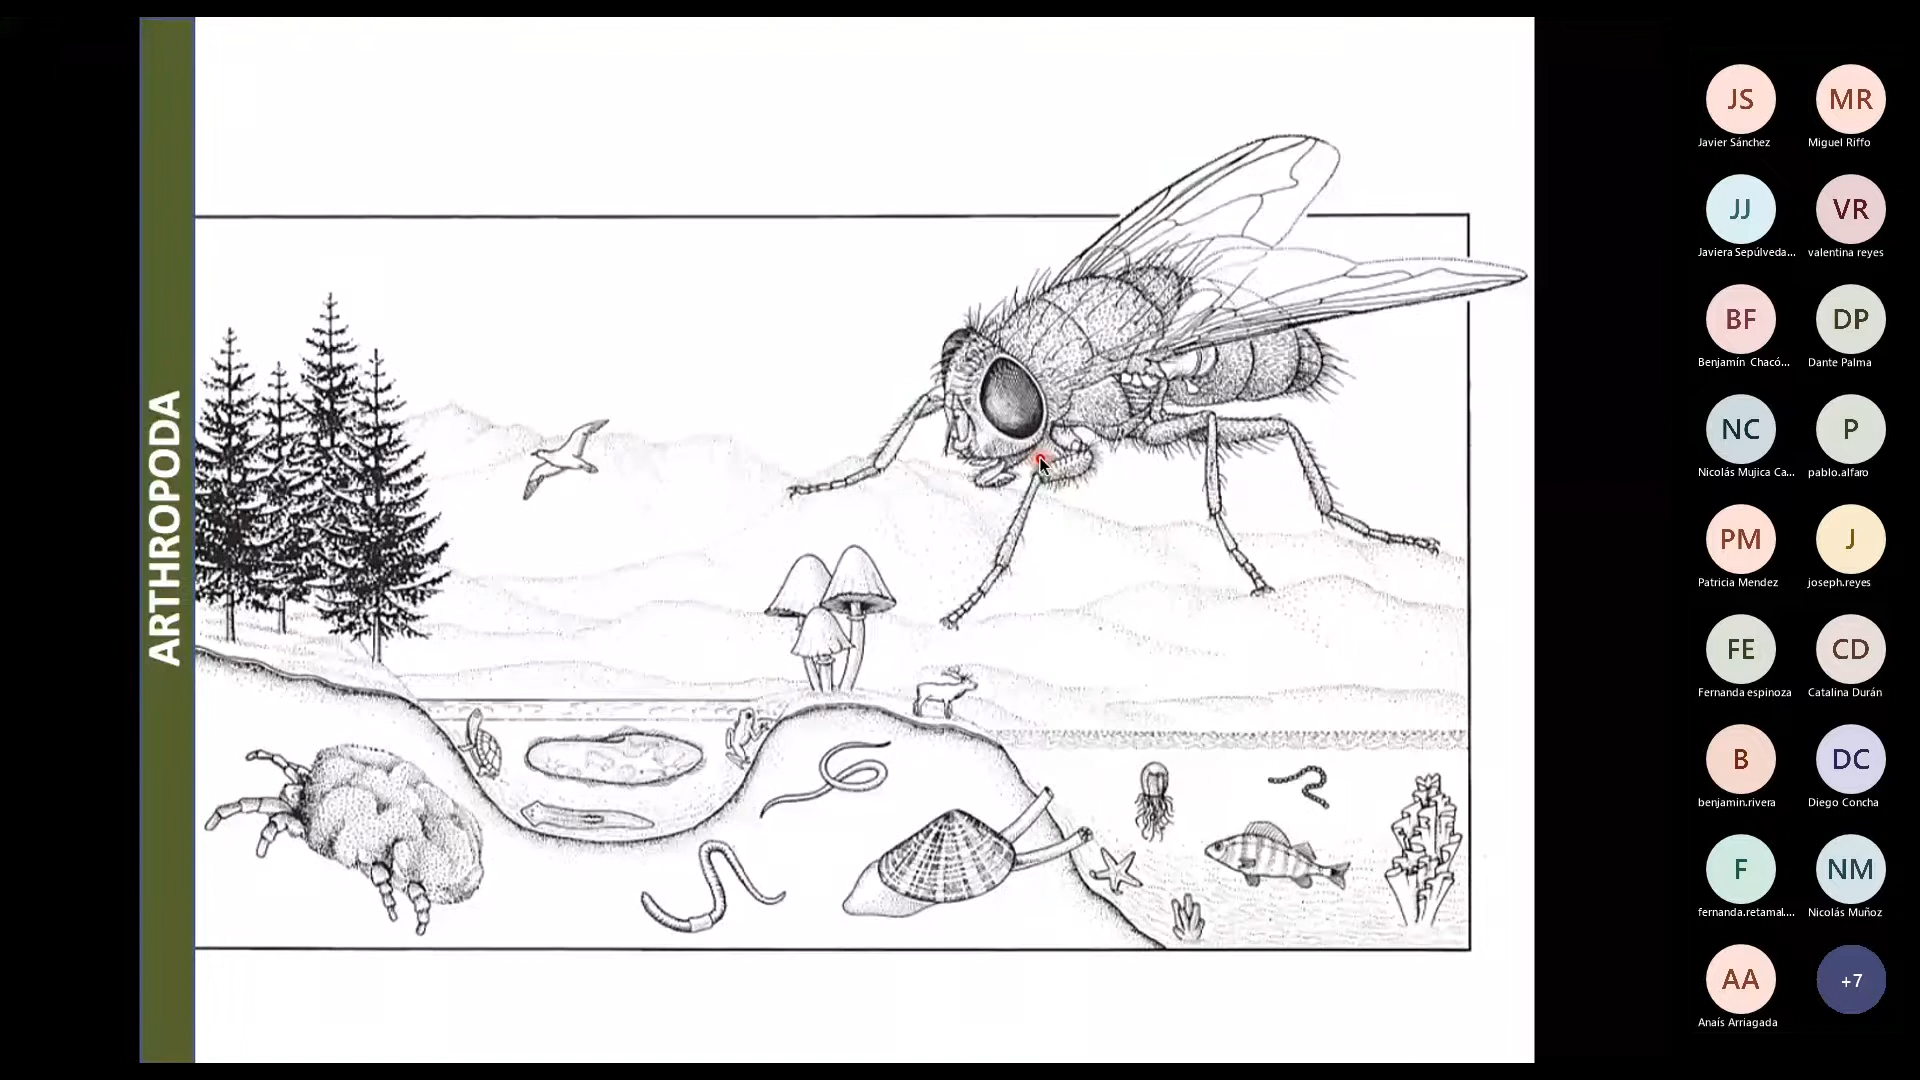 ARTHROPODA
JS
MR
Javier Sánchez
Miguel Riffo
JJ
VR
Javiera Sepúlveda...
valentina reyes
BF
DP
Benjamín Chacó...
Dante Palma
NC
P
Nicolás Mujica Ca...
pablo.alfaro
PM
J
Patricia Mendez
joseph.reyes
FE
CD
Fernanda espinoza
Catalina Durán
B
DC
benjamin.rivera
Diego Concha
F
NM
fernanda.retamal....
Nicolás Muñoz
AA
+7
Anaís Arriagada